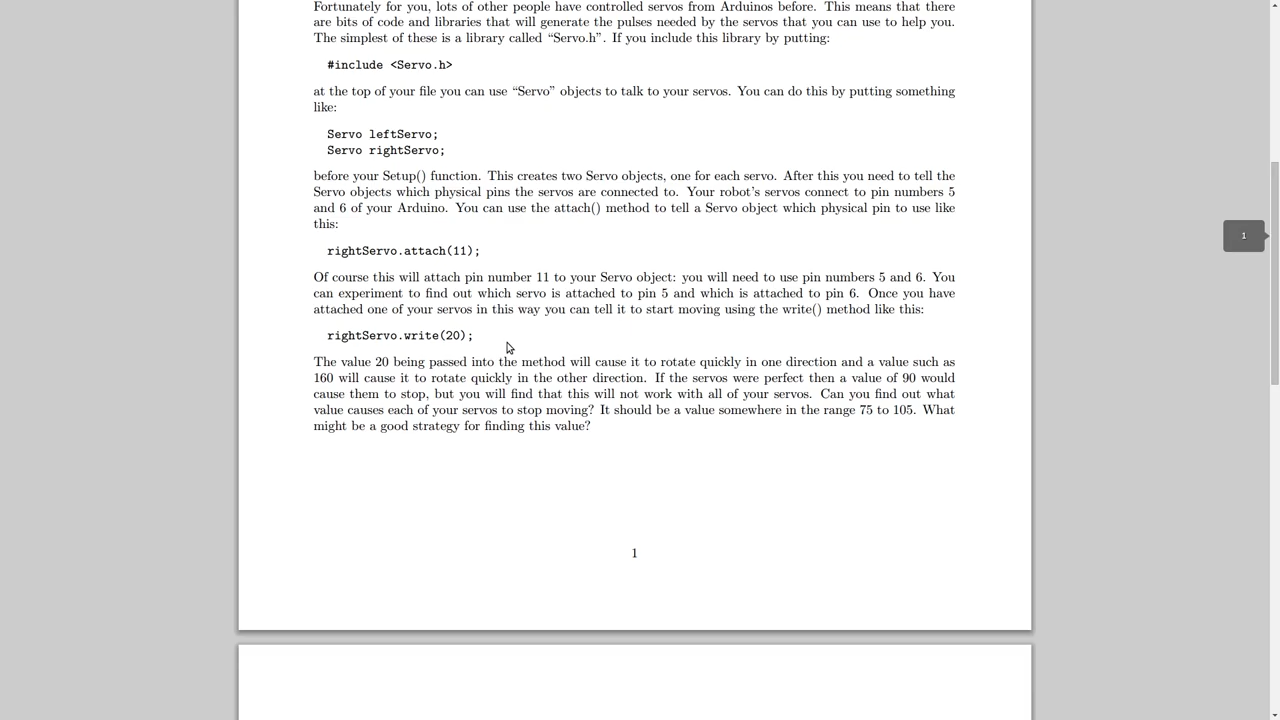 Fortunately for you, lots of other people have controlled servos from Arduinos before. This means that there
are bits of code and libraries that will generate the pulses needed by the servos that you can use to help you.
The simplest of these is a library called “Servo.h”. If you include this library by putting:
#include <Servo.h>
at the top of your file you can use “Servo” objects to talk to your servos. You can do this by putting something
like:
Servo leftServo;
Servo rightServo;
before your Setup() function. This creates two Servo objects, one for each servo. After this you need to tell the
Servo objects which physical pins the servos are connected to. Your robot’s servos connect to pin numbers 5
and 6 of your Arduino. You can use the attach() method to tell a Servo object which physical pin to use like
this:
rightServo.attach(11);
Of course this will attach pin number 11 to your Servo object: you will need to use pin numbers 5 and 6. You
can experiment to find out which servo is attached to pin 5 and which is attached to pin 6. Once you have
attached one of your servos in this way you can tell it to start moving using the write() method like this:
rightServo.write(20);
The value 20 being passed into the method will cause it to rotate quickly in one direction and a value such as
160 will cause it to rotate quickly in the other direction. If the servos were perfect then a value of 90 would
cause them to stop, but you will find that this will not work with all of your servos. Can you find out what
value causes each of your servos to stop moving? It should be a value somewhere in the range 75 to 105. What
might be a good strategy for finding this value?
1
1